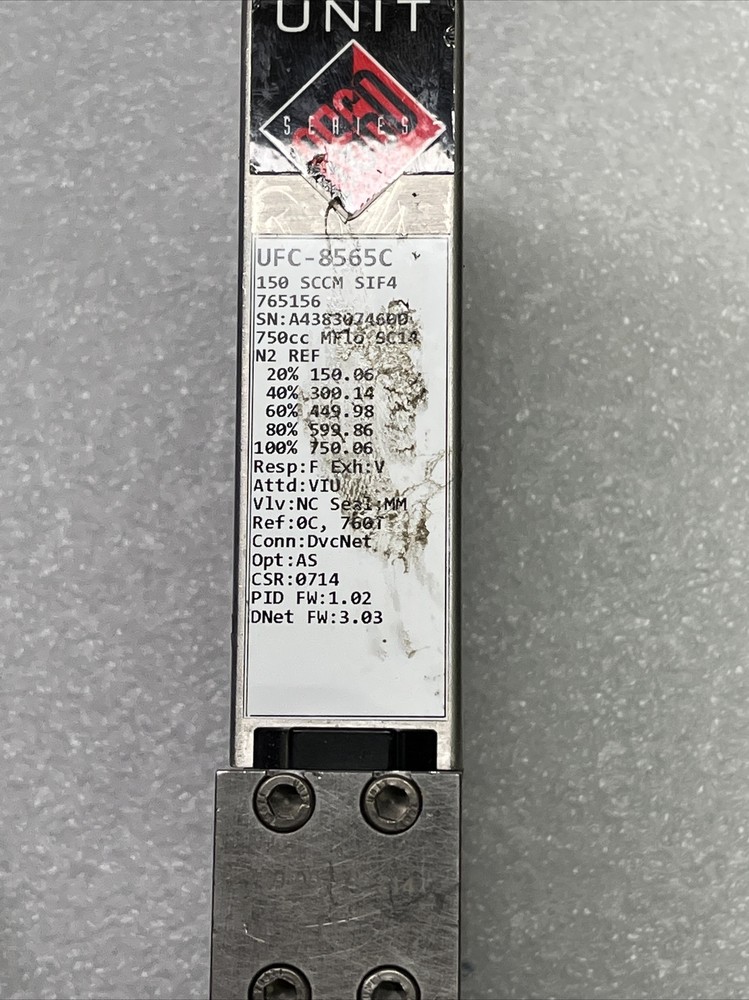 UNIT
8560
SERIES
UFC-8565C
150 SCCM SIF4
765156
SN:A438307460D
750cc MFlo SC14
N2 REF
20% 150.06
40% 300.14
60% 449.98
80% 599.86
100% 750.06
Resp:F Exh:V
Attd:VIU
Vlv:NC Seal:MM
Ref:0C, 760T
Conn:DvcNet
Opt:AS
CSR:0714
PID FW:1.02
DNet FW:3.03